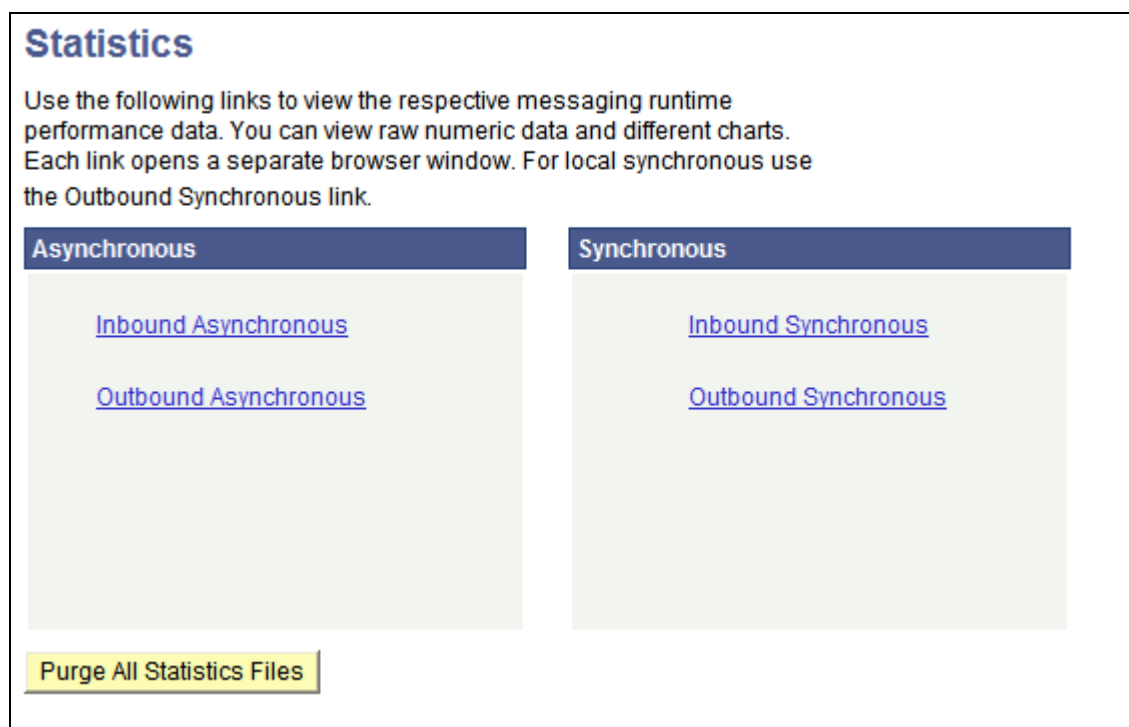 Statistics
Use the following links to view the respective messaging runtime
performance data. You can view raw numeric data and different charts.
Each link opens a separate browser window. For local synchronous use
the Outbound Synchronous link.
Asynchronous
Inbound Asynchronous
Outbound Asynchronous
Synchronous
Inbound Synchronous
Outbound Synchronous
Purge All Statistics Files